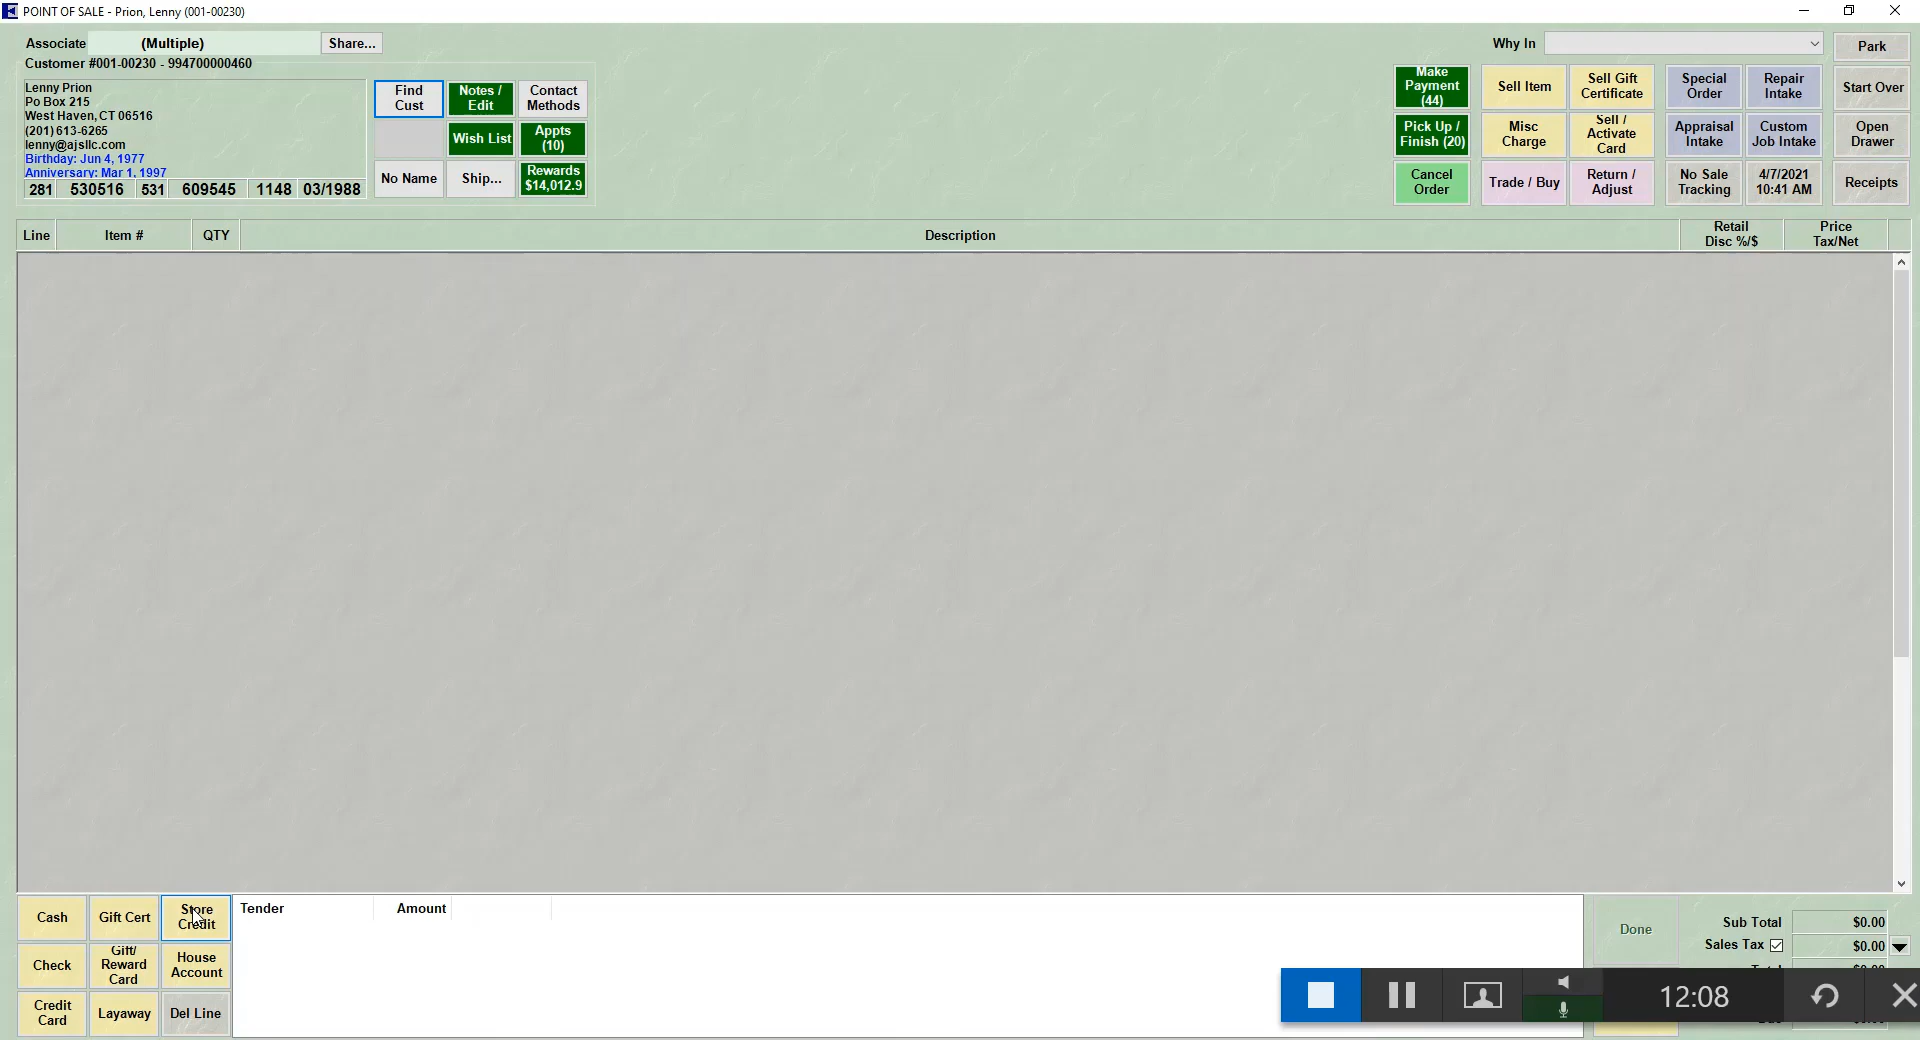 POINT OF SALE - Prion, Lenny (001-00230)
Associate (Multiple) Share...
Why In
Park
Customer #001-00230 - 994700000460
Lenny Prion
Po Box 215
West Haven, CT 06516
(201) 613-6265
lenny@ajsllc.com
Birthday: Jun 4, 1977
Anniversary: Mar 1, 1997
281 530516 531 609545 1148 03/1988
Find
Cust
Notes /
Edit
Contact
Methods
Wish List
Appts
(10)
No Name
Ship...
Rewards
$14,012.9
Make
Payment
(44)
Sell Item
Sell Gift
Certificate
Special
Order
Repair
Intake
Start Over
Pick Up /
Finish (20)
Misc
Charge
Sell /
Activate
Card
Appraisal
Intake
Custom
Job Intake
Open
Drawer
Cancel
Order
Trade / Buy
Return /
Adjust
No Sale
Tracking
4/7/2021
10:41 AM
Receipts
Line Item # QTY Description
Retail
Disc %/$
Price
Tax/Net
Cash
Gift Cert
Store
Credit
Check
Gift/
Reward
Card
House
Account
Credit
Card
Layaway
Del Line
Tender Amount
Done
Sub Total $0.00
Sales Tax $0.00
12:08